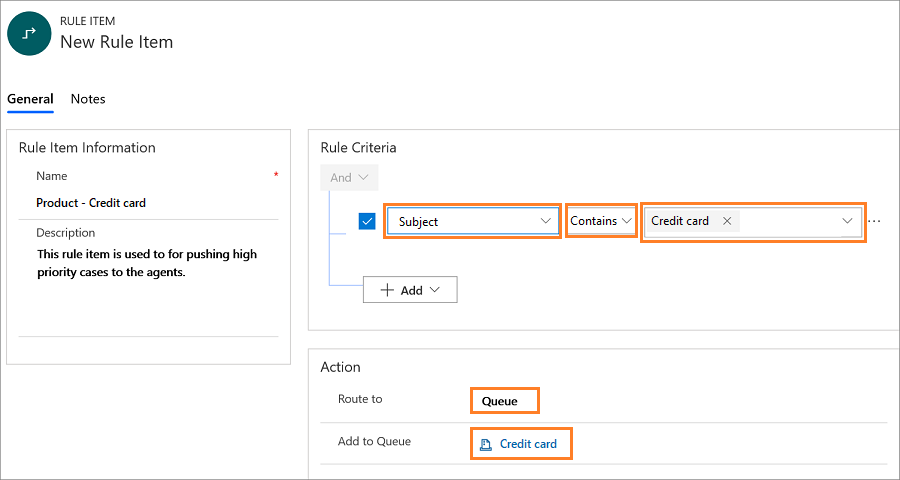 RULE ITEM
New Rule Item
General Notes
Rule Item Information
Name *
Product - Credit card
Description
This rule item is used to for pushing high
priority cases to the agents.
Rule Criteria
And
Subject Contains Credit card
Add
Action
Route to Queue
Add to Queue Credit card